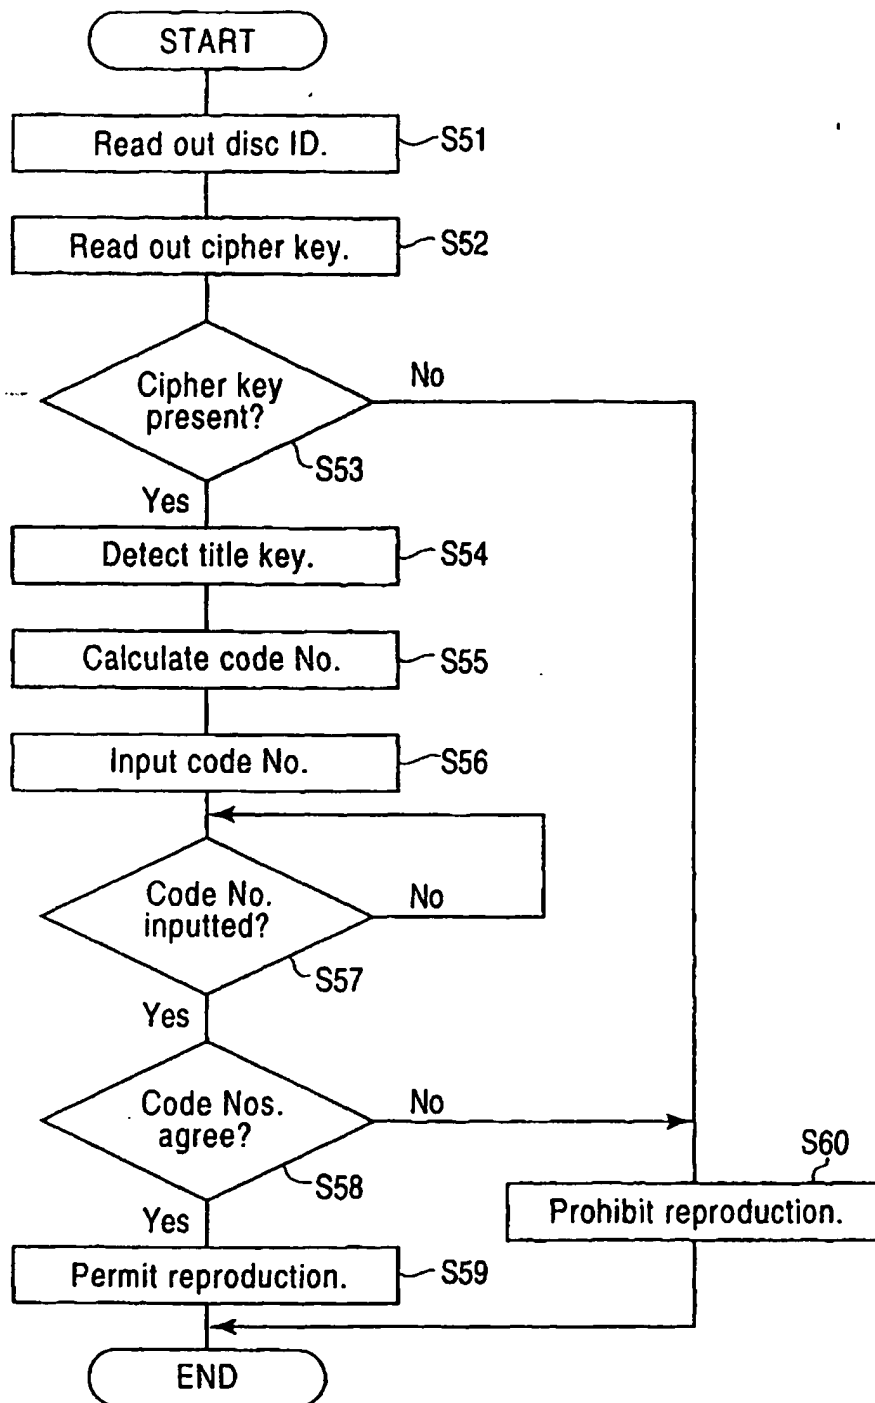 START
Read out disc ID.
S51
Read out cipher key.
S52
Cipher key
present?
No
S53
Yes
Detect title key.
S54
Calculate code No.
S55
Input code No.
S56
Code No.
inputted?
No
S57
Yes
Code Nos.
agree?
No
S58
S60
Yes
Prohibit reproduction.
Permit reproduction.
S59
END